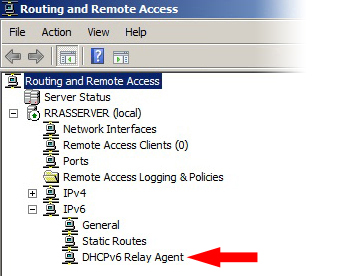 Routing and Remote Access
File Action View Help
Routing and Remote Access
Server Status
RRASSERVER (local)
Network Interfaces
Remote Access Clients (0)
Ports
Remote Access Logging & Policies
IPv4
IPv6
General
Static Routes
DHCPv6 Relay Agent